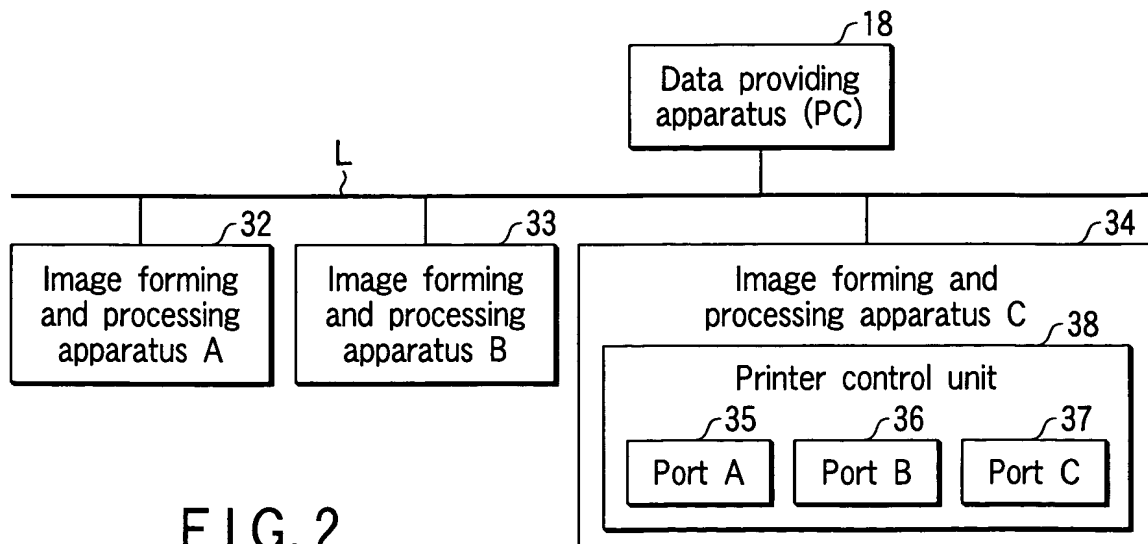 18
Data providing
apparatus (PC)
L
32
Image forming
and processing
apparatus A
33
Image forming
and processing
apparatus B
34
Image forming and
processing apparatus C
38
Printer control unit
35
Port A
36
Port B
37
Port C
FIG. 2